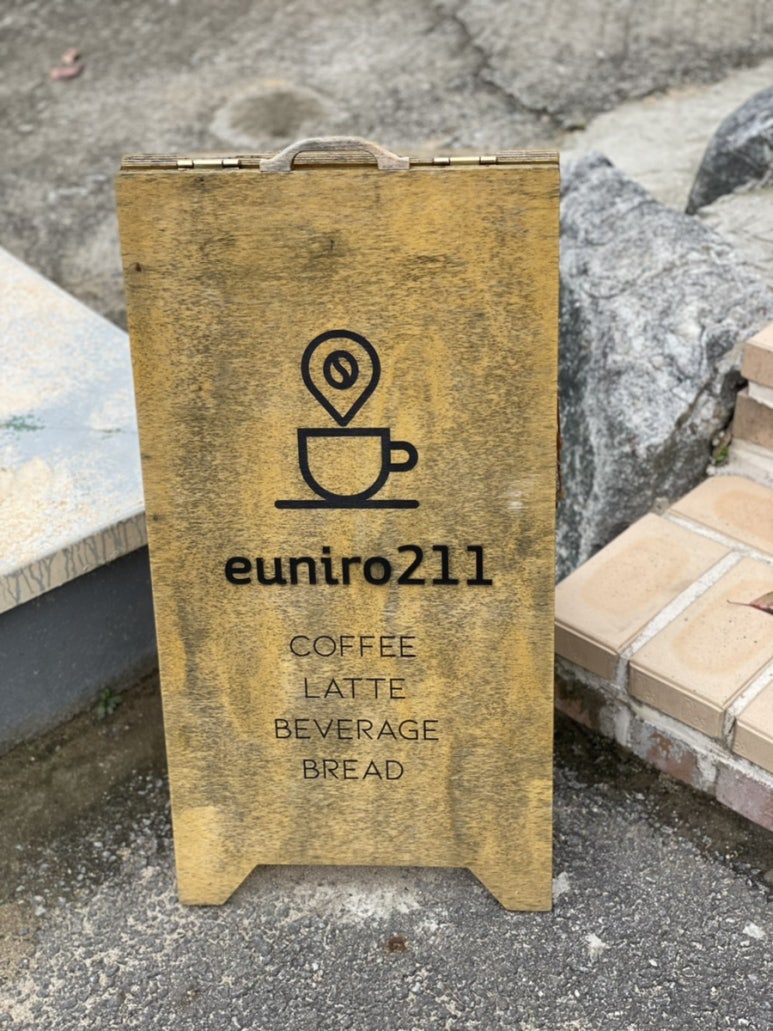 euniro211
COFFEE
LATTE
BEVERAGE
BREAD